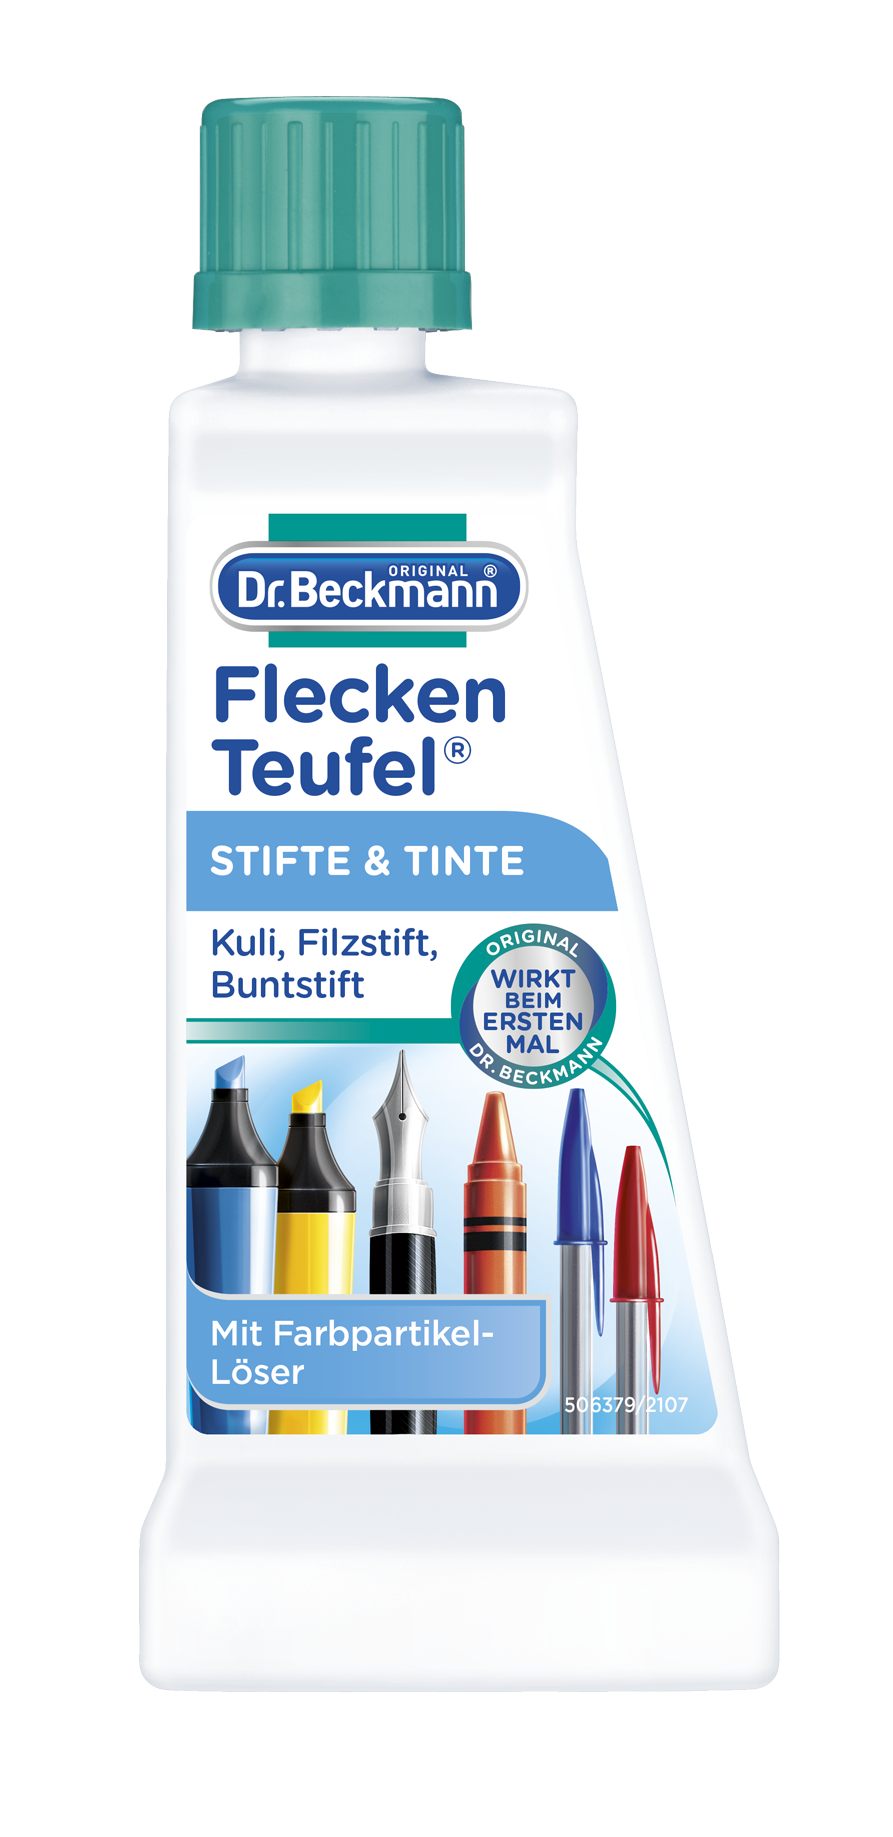 ORIGINAL ®
Dr.Beckmann
Flecken
Teufel®
STIFTE & TINTE
Kuli, Filzstift,
Buntstift
ORIGINAL
WIRKT
BEIM
ERSTEN
MAL
DR. BECKMANN
Mit Farbpartikel-
Löser
506379/2107